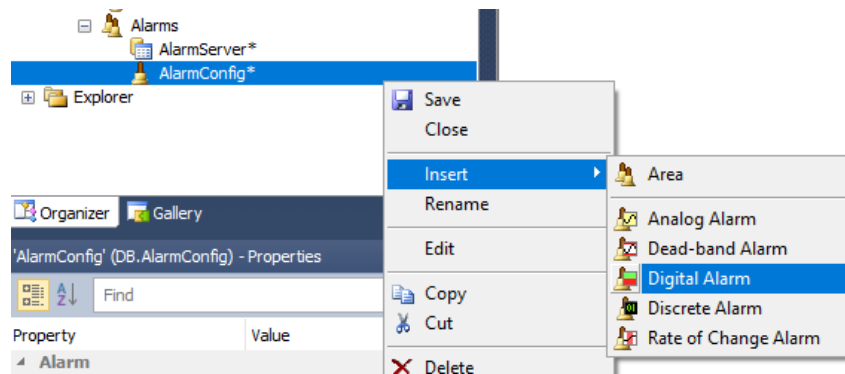 Alarms
AlarmServer*
AlarmConfig*
Explorer
Save
Close
Insert
Rename
Edit
Copy
Cut
Delete
Area
Analog Alarm
Dead-band Alarm
Digital Alarm
Discrete Alarm
Rate of Change Alarm
Organizer Gallery
'AlarmConfig' (DB.AlarmConfig) - Properties
Find
Property Value
Alarm